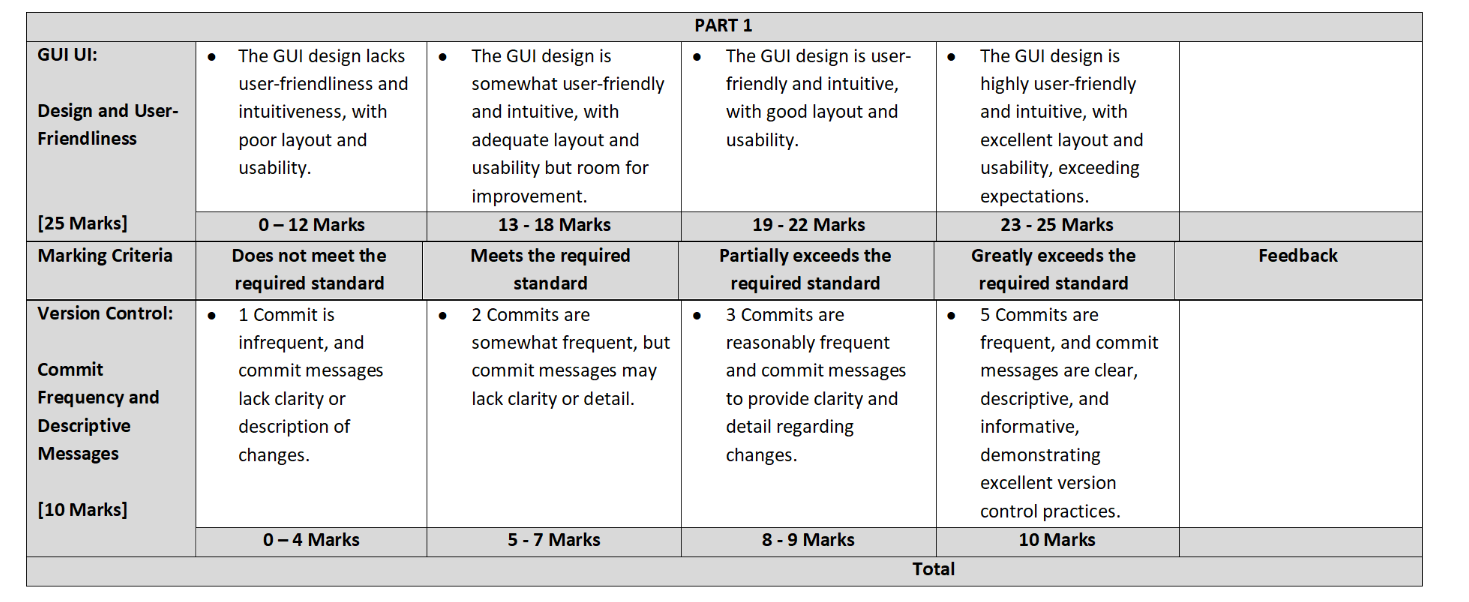 PART 1
GUI UI:
Design and User-
Friendliness
[25 Marks]
● The GUI design lacks
user-friendliness and
intuitiveness, with
poor layout and
usability.
● The GUI design is
somewhat user-friendly
and intuitive, with
adequate layout and
usability but room for
improvement.
● The GUI design is user-
friendly and intuitive,
with good layout and
usability.
● The GUI design is
highly user-friendly
and intuitive, with
excellent layout and
usability, exceeding
expectations.
0 – 12 Marks
13 - 18 Marks
19 - 22 Marks
23 - 25 Marks
Marking Criteria
Does not meet the
required standard
Meets the required
standard
Partially exceeds the
required standard
Greatly exceeds the
required standard
Feedback
Version Control:
Commit
Frequency and
Descriptive
Messages
[10 Marks]
● 1 Commit is
infrequent, and
commit messages
lack clarity or
description of
changes.
● 2 Commits are
somewhat frequent, but
commit messages may
lack clarity or detail.
● 3 Commits are
reasonably frequent
and commit messages
to provide clarity and
detail regarding
changes.
● 5 Commits are
frequent, and commit
messages are clear,
descriptive, and
informative,
demonstrating
excellent version
control practices.
0 – 4 Marks
5 - 7 Marks
8 - 9 Marks
10 Marks
Total